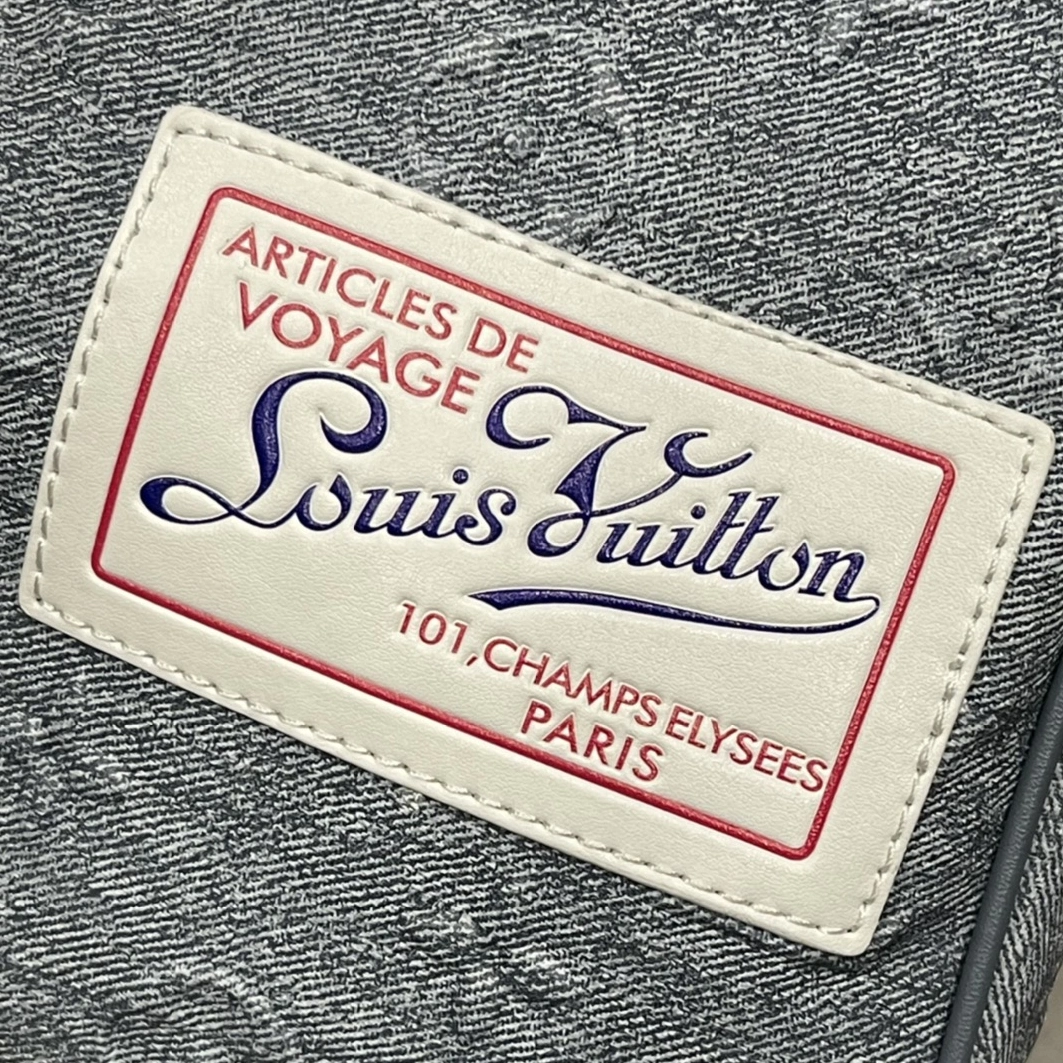 ARTICLES DE
VOYAGE
Louis Vuitton
101, CHAMPS ELYSEES
PARIS